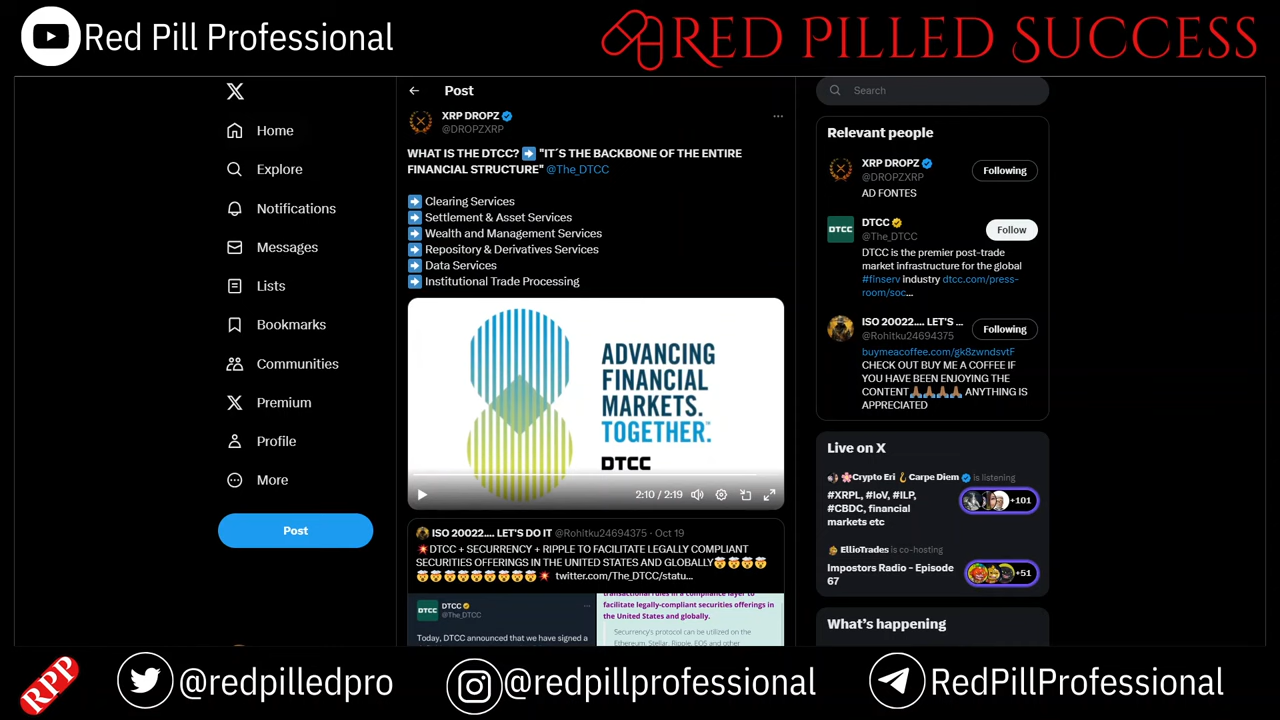 Red Pill Professional
RED PILLED SUCCESS
Home
Explore
Notifications
Messages
Lists
Bookmarks
Communities
Premium
Profile
More
Post
Post
XRP DROPZ
@DROPZXRP
WHAT IS THE DTCC? ➡️ "IT´S THE BACKBONE OF THE ENTIRE
FINANCIAL STRUCTURE" @The_DTCC
➡️ Clearing Services
➡️ Settlement & Asset Services
➡️ Wealth and Management Services
➡️ Repository & Derivatives Services
➡️ Data Services
➡️ Institutional Trade Processing
ADVANCING
FINANCIAL
MARKETS.
TOGETHER.™
DTCC
2:10 / 2:19
ISO 20022.... LET'S DO IT @Rohitku24694375 · Oct 19
💥DTCC + SECURRENCY + RIPPLE TO FACILITATE LEGALLY COMPLIANT
SECURITIES OFFERINGS IN THE UNITED STATES AND GLOBALLY🤯🤯🤯🤯
🤯🤯🤯🤯🤯🤯🤯🤯🤯💥 twitter.com/The_DTCC/statu...
DTCC
@The_DTCC
Today, DTCC announced that we have signed a
transactional roles in a compliance layer to
facilitate legally-compliant securities offerings in
the United States and globally.
Securrency's protocol can be utilized on the
Ethereum, Stellar, Ripple, EOS and other
Search
Relevant people
XRP DROPZ
@DROPZXRP
Following
AD FONTES
DTCC
DTCC
@The_DTCC
Follow
DTCC is the premier post-trade
market infrastructure for the global
#finserv industry dtcc.com/press-
room/soc...
ISO 20022.... LET'S ...
@Rohitku24694375
Following
buymeacoffee.com/gk8zwndsvtF
CHECK OUT BUY ME A COFFEE IF
YOU HAVE BEEN ENJOYING THE
CONTENT🙏🏽🙏🏽🙏🏽🙏🏽 ANYTHING IS
APPRECIATED
Live on X
Crypto Eri Carpe Diem is listening
#XRPL, #IoV, #ILP,
#CBDC, financial
markets etc
+101
EllioTrades is co-hosting
Impostors Radio - Episode
67
+51
What's happening
RPP
@redpilledpro
@redpillprofessional
RedPillProfessional